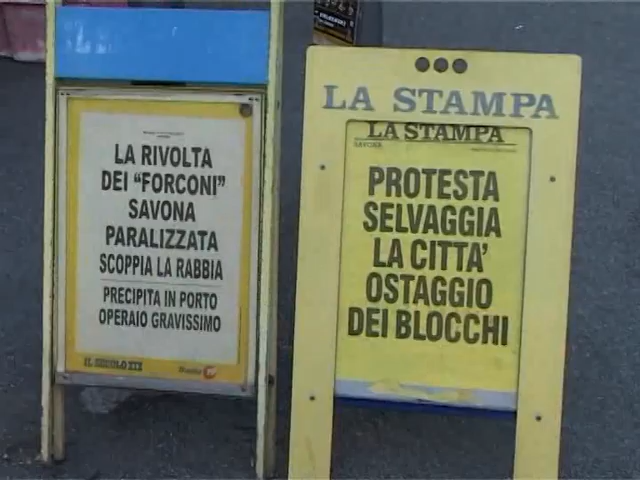 LA RIVOLTA
DEI “FORCONI”
SAVONA
PARALIZZATA
SCOPPIA LA RABBIA
PRECIPITA IN PORTO
OPERAIO GRAVISSIMO
IL SECOLO XIX
LA STAMPA
LA STAMPA
SAVONA
PROTESTA
SELVAGGIA
LA CITTA'
OSTAGGIO
DEI BLOCCHI